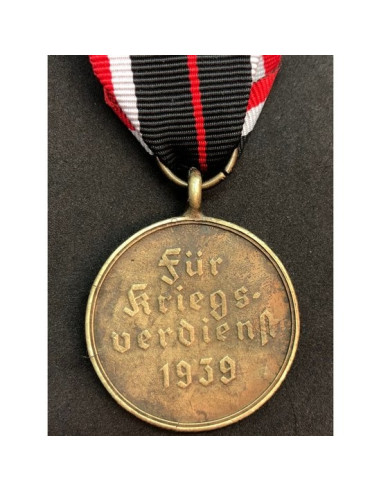 Für
Kriegs-
verdienst
1939